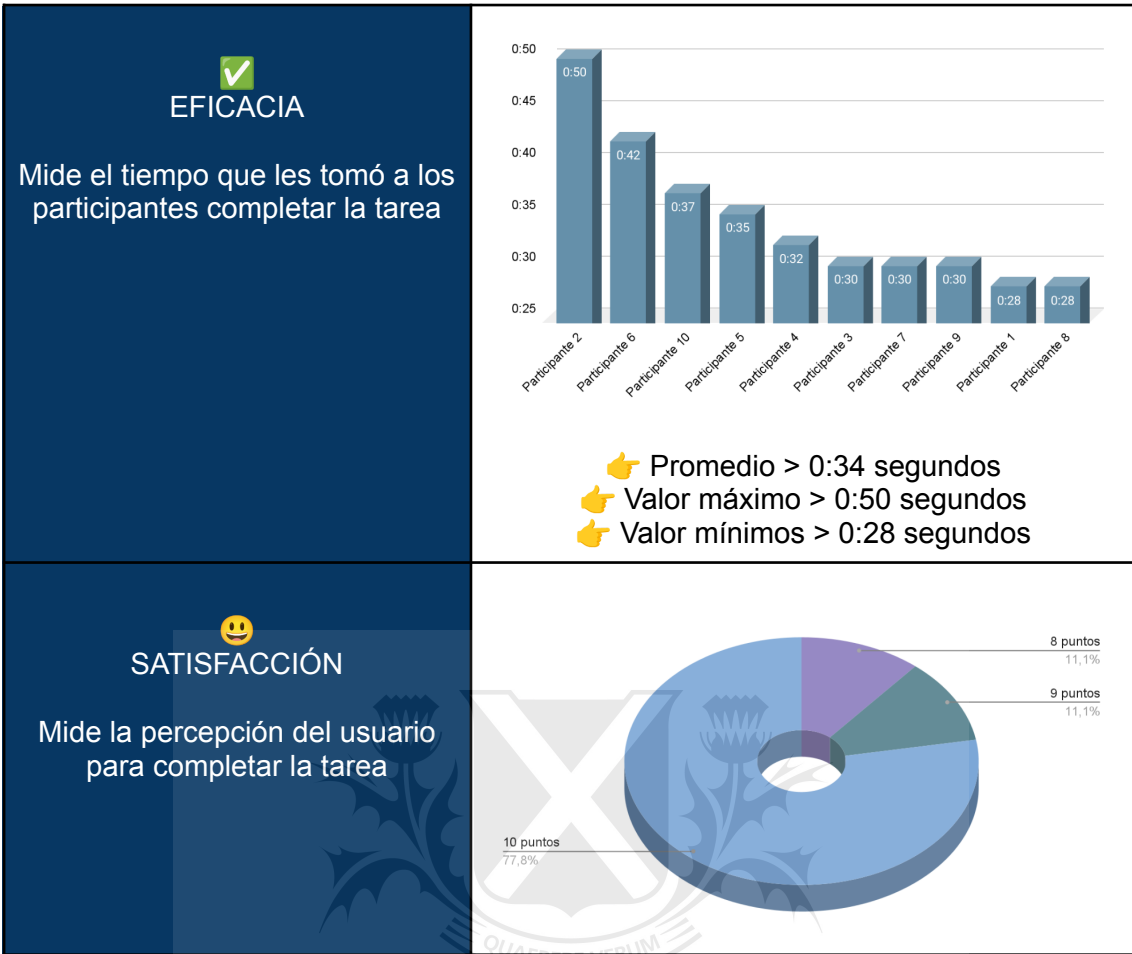 ✅
EFICACIA
Mide el tiempo que les tomó a los
participantes completar la tarea
0:50
0:45
0:40
0:35
0:30
0:25
0:50
0:42
0:37
0:35
0:32
0:30
0:30
0:30
0:28
0:28
Participante 2
Participante 6
Participante 10
Participante 5
Participante 4
Participante 3
Participante 7
Participante 9
Participante 1
Participante 8
👉 Promedio > 0:34 segundos
👉 Valor máximo > 0:50 segundos
👉 Valor mínimos > 0:28 segundos
😃
SATISFACCIÓN
Mide la percepción del usuario
para completar la tarea
8 puntos
11,1%
9 puntos
11,1%
10 puntos
77,8%